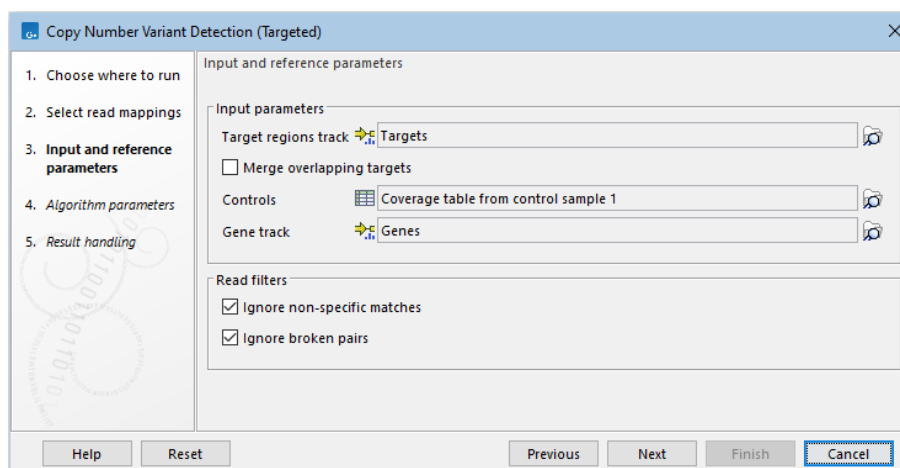 Copy Number Variant Detection (Targeted)
1. Choose where to run
2. Select read mappings
3. Input and reference
parameters
4. Algorithm parameters
5. Result handling
Input and reference parameters
Input parameters
Target regions track Targets
Merge overlapping targets
Controls Coverage table from control sample 1
Gene track Genes
Read filters
Ignore non-specific matches
Ignore broken pairs
Help Reset Previous Next Finish Cancel